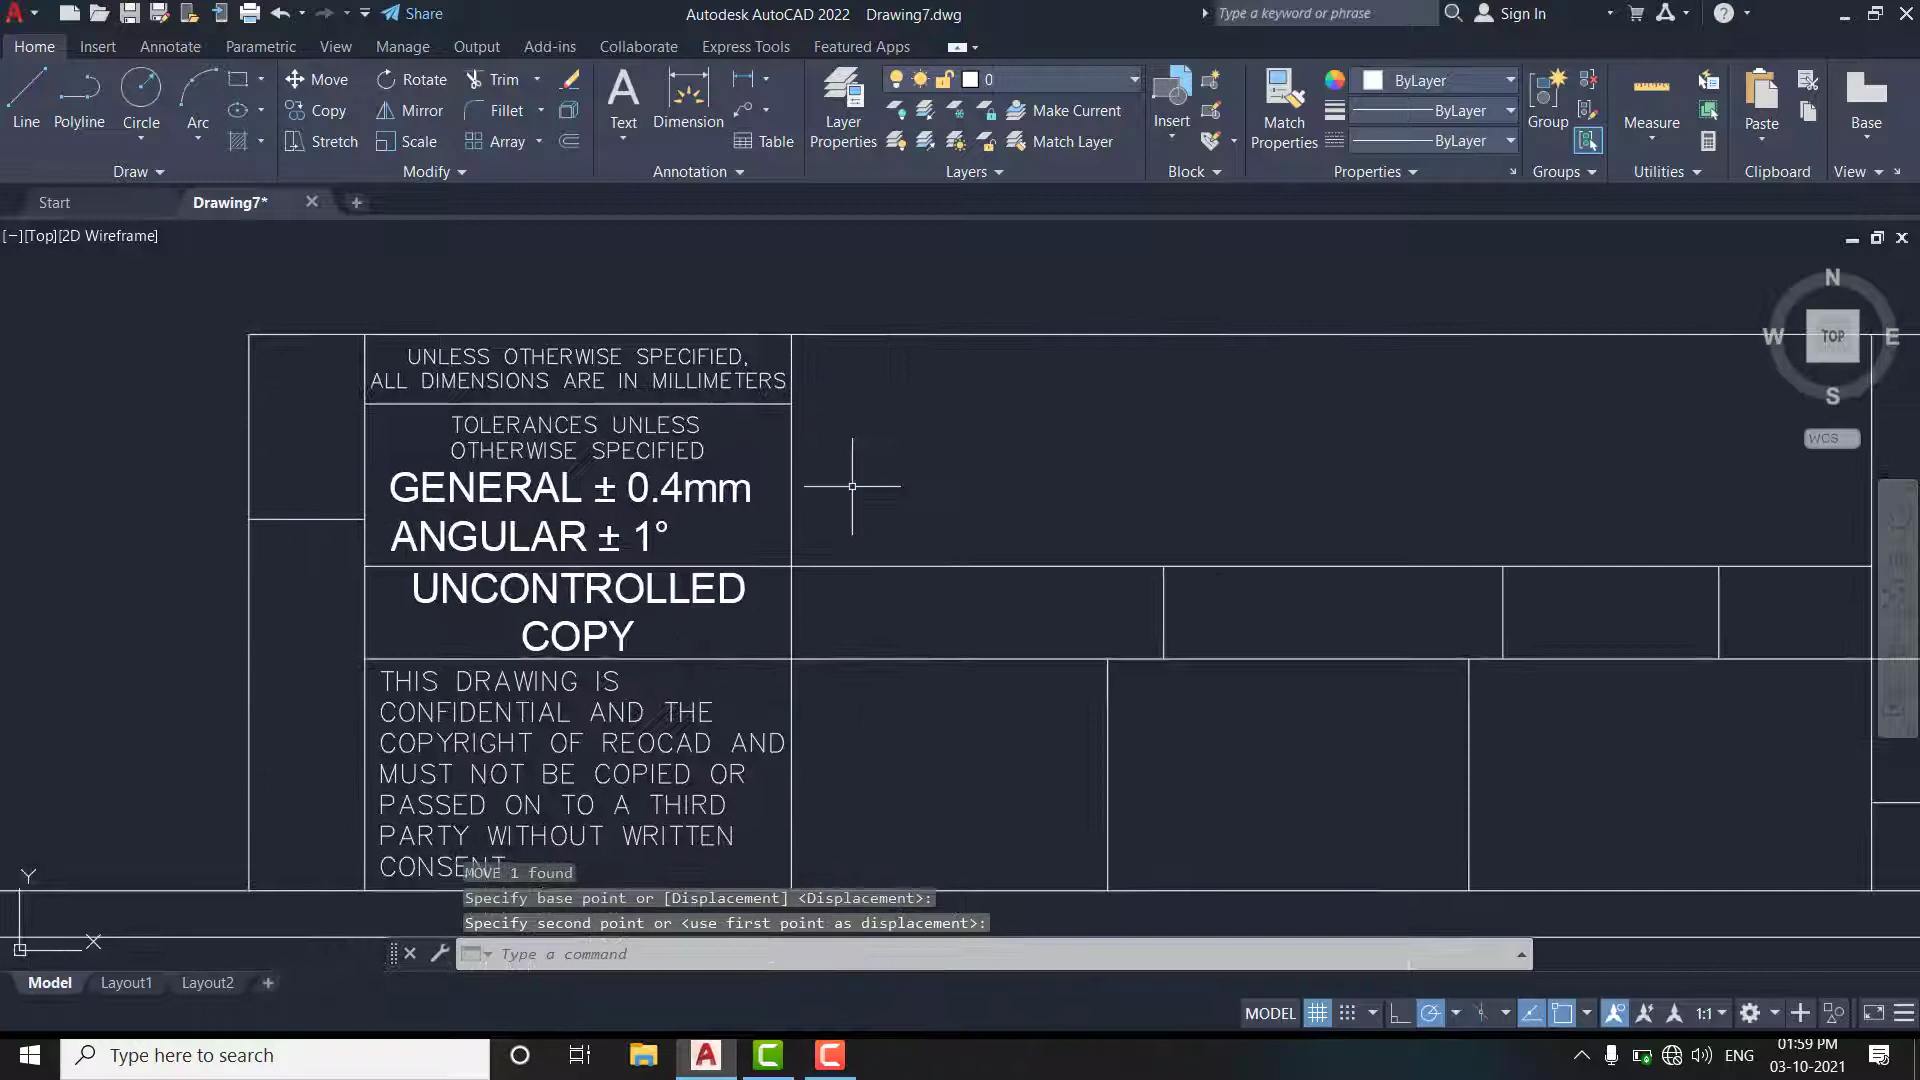 Share
Autodesk AutoCAD 2022 Drawing7.dwg
Type a keyword or phrase
Sign In
Home Insert Annotate Parametric View Manage Output Add-ins Collaborate Express Tools Featured Apps
Line Polyline Circle Arc
Move Rotate Trim
Copy Mirror Fillet
Stretch Scale Array
Text Dimension
Table
Layer Properties
0
Make Current
Match Layer
Insert
Match Properties
ByLayer
ByLayer
ByLayer
Group
Measure
Paste
Base
Draw Modify Annotation Layers Block Properties Groups Utilities Clipboard View
Start Drawing7*
[−][Top][2D Wireframe]
N
W TOP E
S
WCS
UNLESS OTHERWISE SPECIFIED,
ALL DIMENSIONS ARE IN MILLIMETERS
TOLERANCES UNLESS
OTHERWISE SPECIFIED
GENERAL ± 0.4mm
ANGULAR ± 1°
UNCONTROLLED
COPY
THIS DRAWING IS
CONFIDENTIAL AND THE
COPYRIGHT OF REOCAD AND
MUST NOT BE COPIED OR
PASSED ON TO A THIRD
PARTY WITHOUT WRITTEN
CONSENT
MOVE 1 found
Specify base point or [Displacement] <Displacement>:
Specify second point or <use first point as displacement>:
Y
X
Type a command
Model Layout1 Layout2
MODEL 1:1
Type here to search
ENG
01:59 PM
03-10-2021